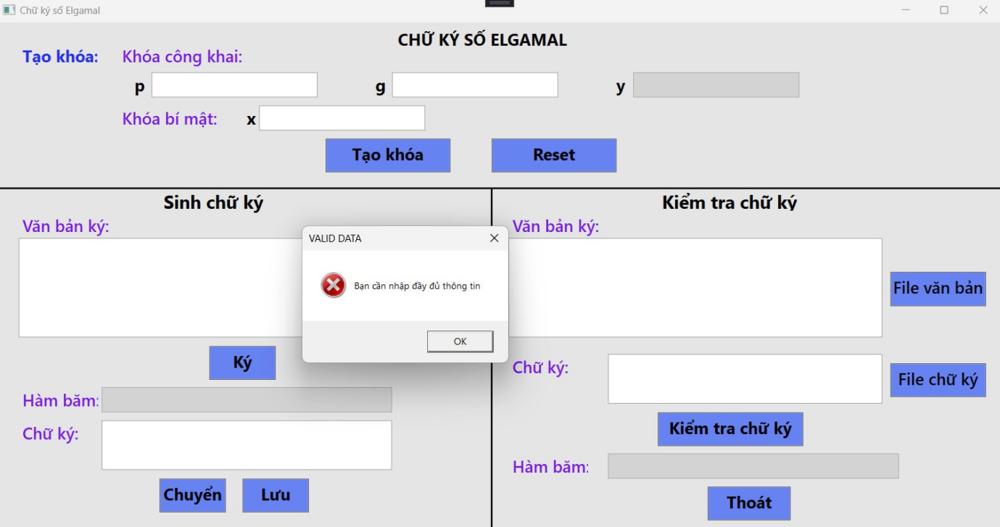 Chữ ký số Elgamal
CHỮ KÝ SỐ ELGAMAL
Tạo khóa:
Khóa công khai:
p
g
y
Khóa bí mật:
x
Tạo khóa
Reset
Sinh chữ ký
Văn bản ký:
Ký
Hàm băm:
Chữ ký:
Chuyển
Lưu
VALID DATA
Bạn cần nhập đầy đủ thông tin
OK
Kiểm tra chữ ký
Văn bản ký:
File văn bản
Chữ ký:
File chữ ký
Kiểm tra chữ ký
Hàm băm:
Thoát